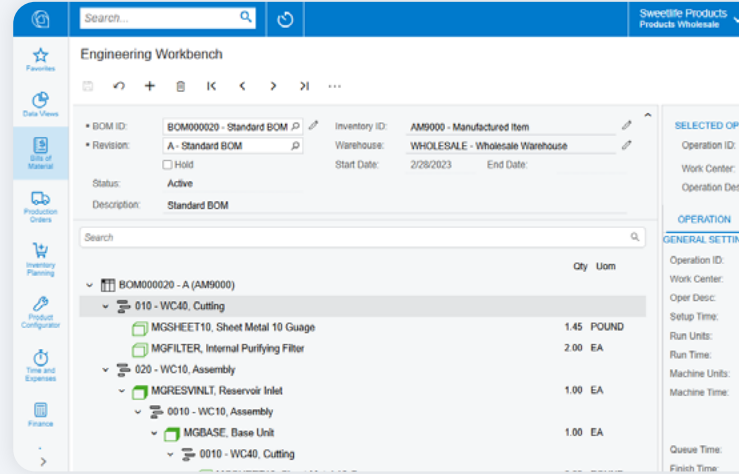 Search...
Sweetlife Products
Products Wholesale
Favorites
Data Views
Bills of
Material
Production
Orders
Inventory
Planning
Product
Configurator
Time and
Expenses
Finance
Engineering Workbench
BOM ID: BOM000020 - Standard BOM
Inventory ID: AM9000 - Manufactured Item
Revision: A - Standard BOM
Warehouse: WHOLESALE - Wholesale Warehouse
Hold
Start Date: 2/28/2023 End Date:
Status: Active
Description: Standard BOM
Search
Qty Uom
BOM000020 - A (AM9000)
010 - WC40, Cutting
MGSHEET10, Sheet Metal 10 Guage 1.45 POUND
MGFILTER, Internal Purifying Filter 2.00 EA
020 - WC10, Assembly
MGRESVINLT, Reservoir Inlet 1.00 EA
0010 - WC10, Assembly
MGBASE, Base Unit 1.00 EA
0010 - WC40, Cutting
SELECTED OP
Operation ID:
Work Center:
Operation Des
OPERATION
GENERAL SETTIN
Operation ID:
Work Center:
Oper Desc:
Setup Time:
Run Units:
Run Time:
Machine Units:
Machine Time:
Queue Time:
Finish Time: